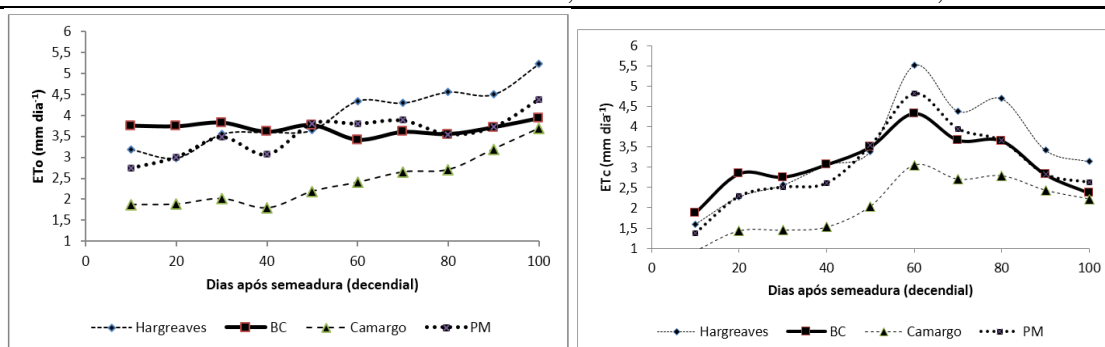 6
5,5
5
4,5
4
3,5
3
2,5
2
1,5
1
ETo (mm dia⁻¹)
0 20 40 60 80 100
Dias após semeadura (decendial)
Hargreaves BC Camargo PM
6
5,5
5
4,5
4
3,5
3
2,5
2
1,5
1
ETc (mm dia⁻¹)
0 20 40 60 80 100
Dias após semeadura (decendial)
Hargreaves BC Camargo PM